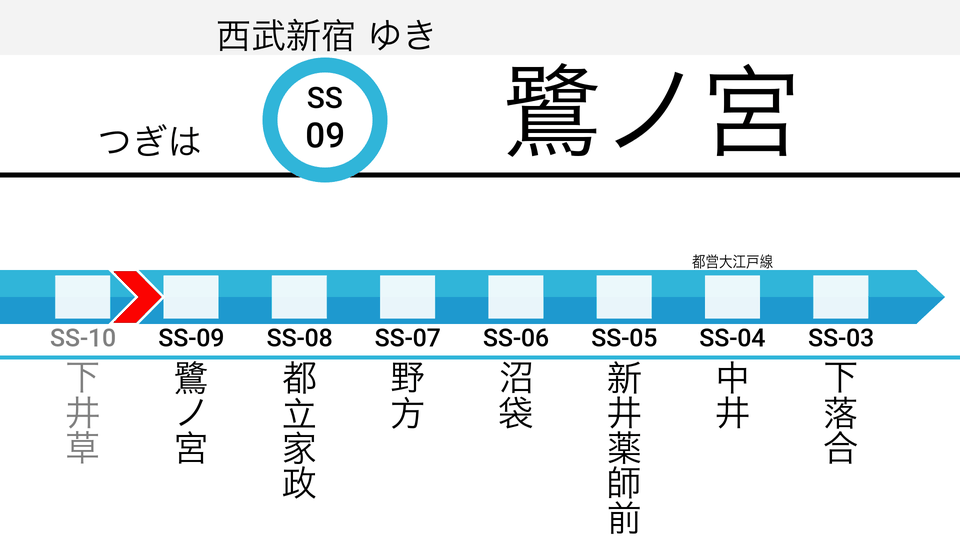 西武新宿 ゆき
つぎは
SS
09
鷺ノ宮
都営大江戸線
SS-10
SS-09
SS-08
SS-07
SS-06
SS-05
SS-04
SS-03
下井草
鷺ノ宮
都立家政
野方
沼袋
新井薬師前
中井
下落合